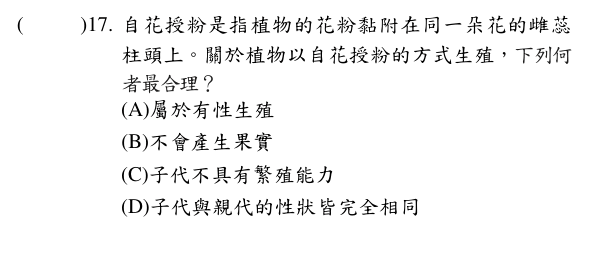 (　　)17. 自花授粉是指植物的花粉黏附在同一朵花的雌蕊
柱頭上。關於植物以自花授粉的方式生殖，下列何
者最合理？
(A)屬於有性生殖
(B)不會產生果實
(C)子代不具有繁殖能力
(D)子代與親代的性狀皆完全相同